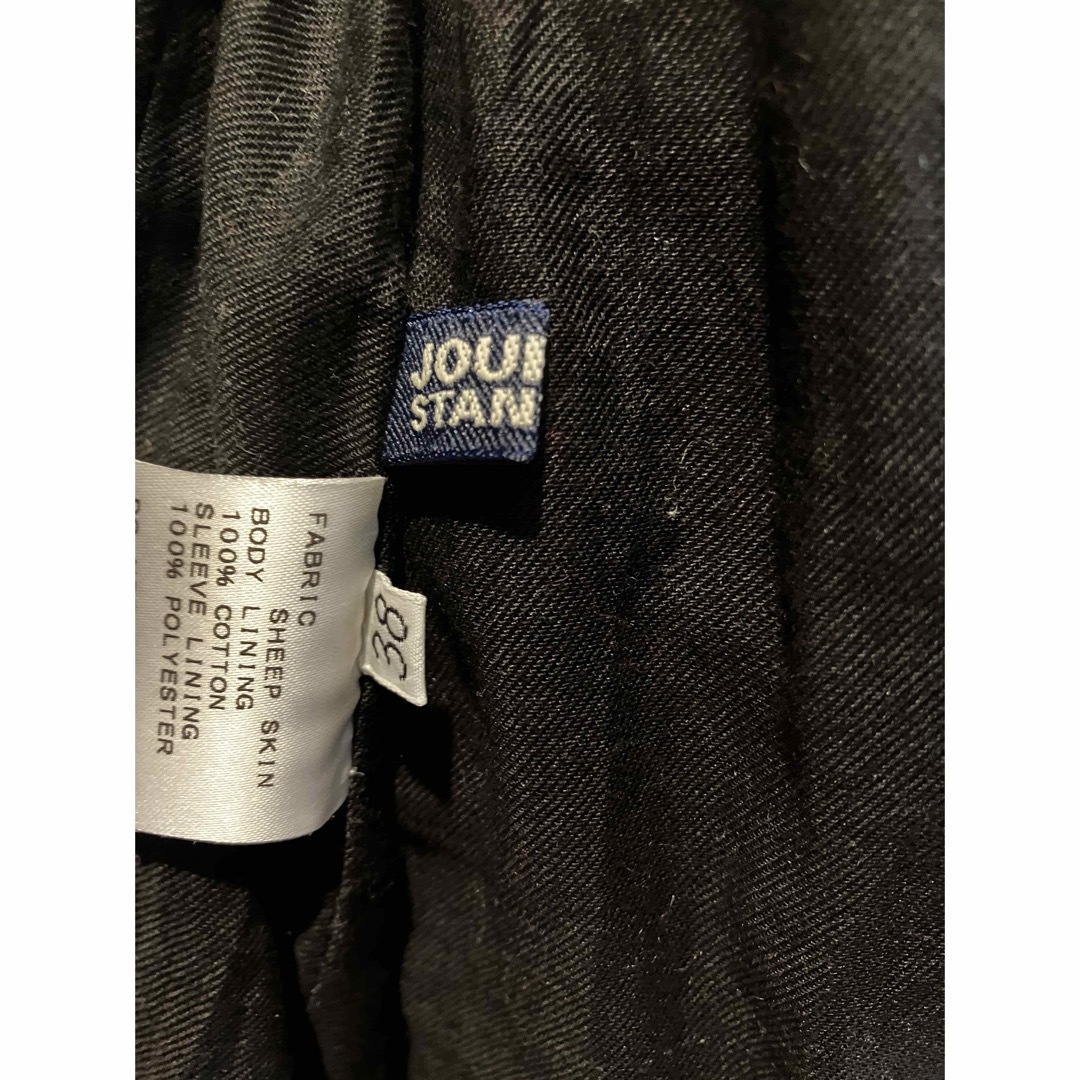 JOU
STAN
38
FABRIC
SHEEP SKIN
BODY LINING
100% COTTON
SLEEVE LINING
100% POLYESTER